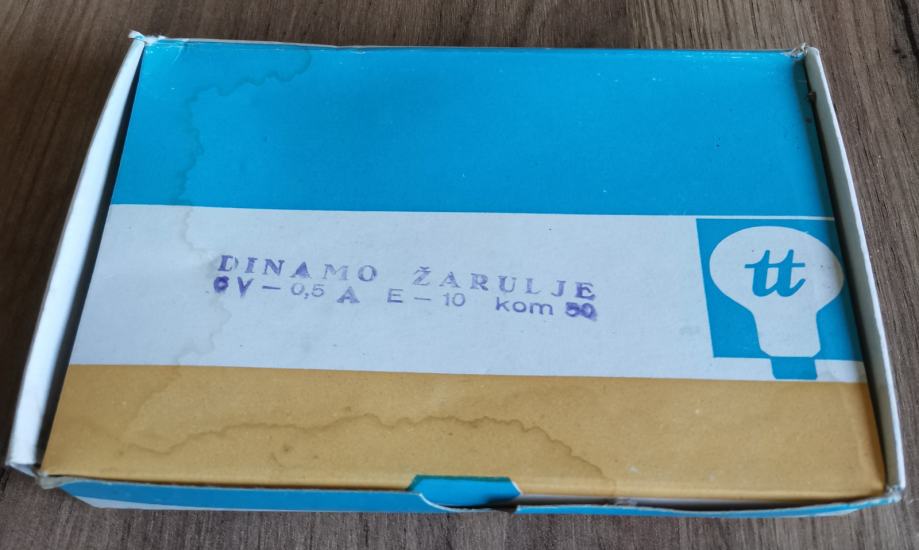 DINAMO ŽARULJE
6V – 0,5 A E – 10 kom 50
tt